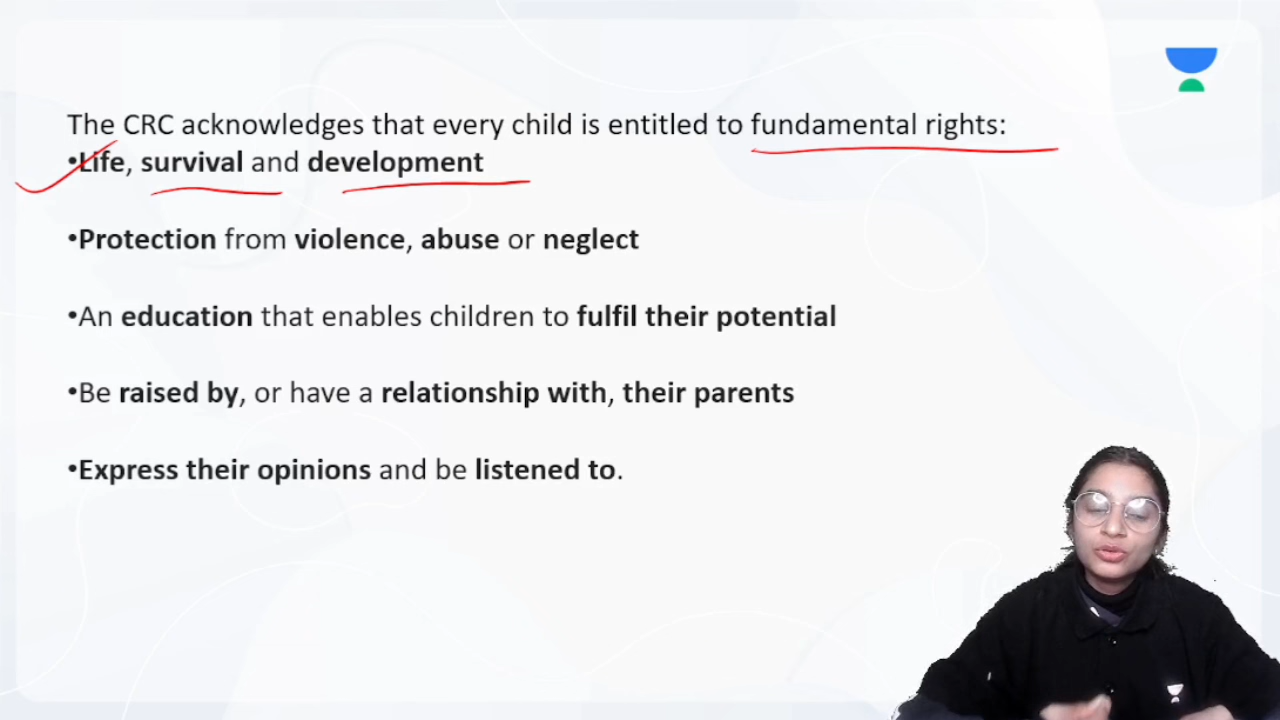 The CRC acknowledges that every child is entitled to fundamental rights:
•Life, survival and development
•Protection from violence, abuse or neglect
•An education that enables children to fulfil their potential
•Be raised by, or have a relationship with, their parents
•Express their opinions and be listened to.